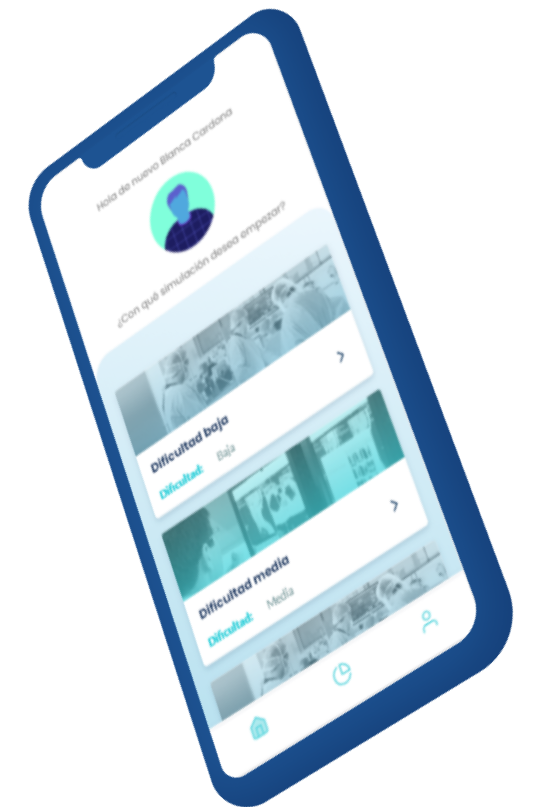 Hola de nuevo Blanca Cardona
¿Con qué simulación desea empezar?
Dificultad baja
Dificultad: Baja
Dificultad media
Dificultad: Media